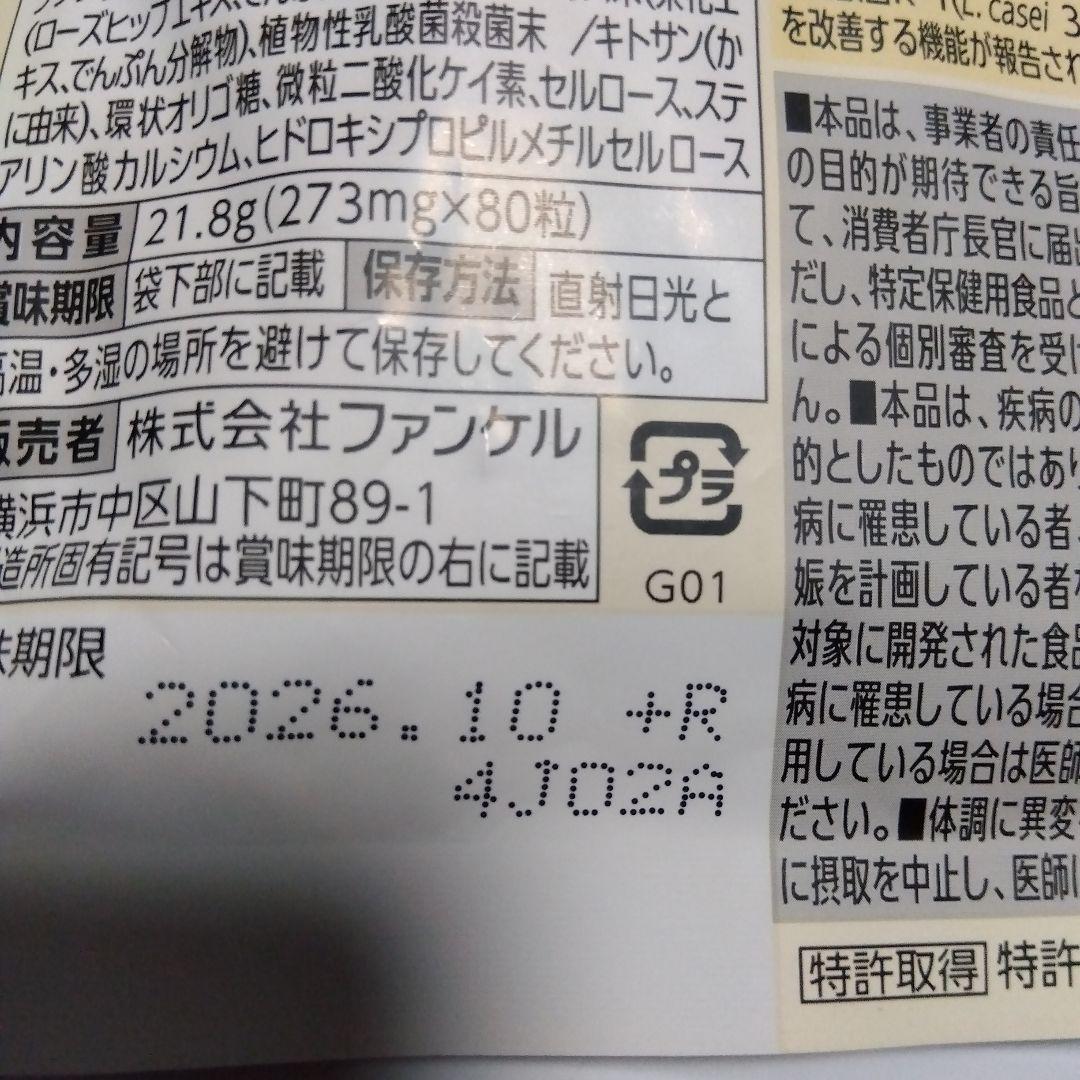 (ローズヒップエキス、でん
キス、でんぷん分解物)、植物性乳酸菌殺菌末 /キトサン(か
に由来)、環状オリゴ糖、微粒二酸化ケイ素、セルロース、ステ
アリン酸カルシウム、ヒドロキシプロピルメチルセルロース
内容量 21.8g(273mg×80粒)
賞味期限 袋下部に記載 保存方法 直射日光と
高温・多湿の場所を避けて保存してください。
販売者 株式会社ファンケル
横浜市中区山下町89-1
造所固有記号は賞味期限の右に記載
プラ
G01
味期限
2026.10 +R
4J02A
(L. casei 3
を改善する機能が報告され
■本品は、事業者の責任
の目的が期待できる旨
て、消費者庁長官に届出
だし、特定保健用食品と
による個別審査を受け
ん。■本品は、疾病の
的としたものではあり
病に罹患している者、
娠を計画している者を
対象に開発された食品
病に罹患している場合
用している場合は医師
ださい。■体調に異変
に摂取を中止し、医師に
特許取得 特許